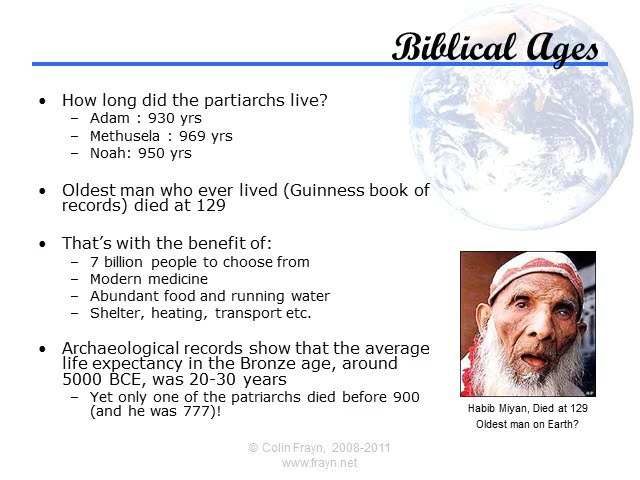 Biblical Ages
• How long did the partiarchs live?
– Adam : 930 yrs
– Methusela : 969 yrs
– Noah: 950 yrs
• Oldest man who ever lived (Guinness book of
records) died at 129
• That’s with the benefit of:
– 7 billion people to choose from
– Modern medicine
– Abundant food and running water
– Shelter, heating, transport etc.
• Archaeological records show that the average
life expectancy in the Bronze age, around
5000 BCE, was 20-30 years
– Yet only one of the patriarchs died before 900
(and he was 777)!
Habib Miyan, Died at 129
Oldest man on Earth?
© Colin Frayn, 2008-2011
www.frayn.net